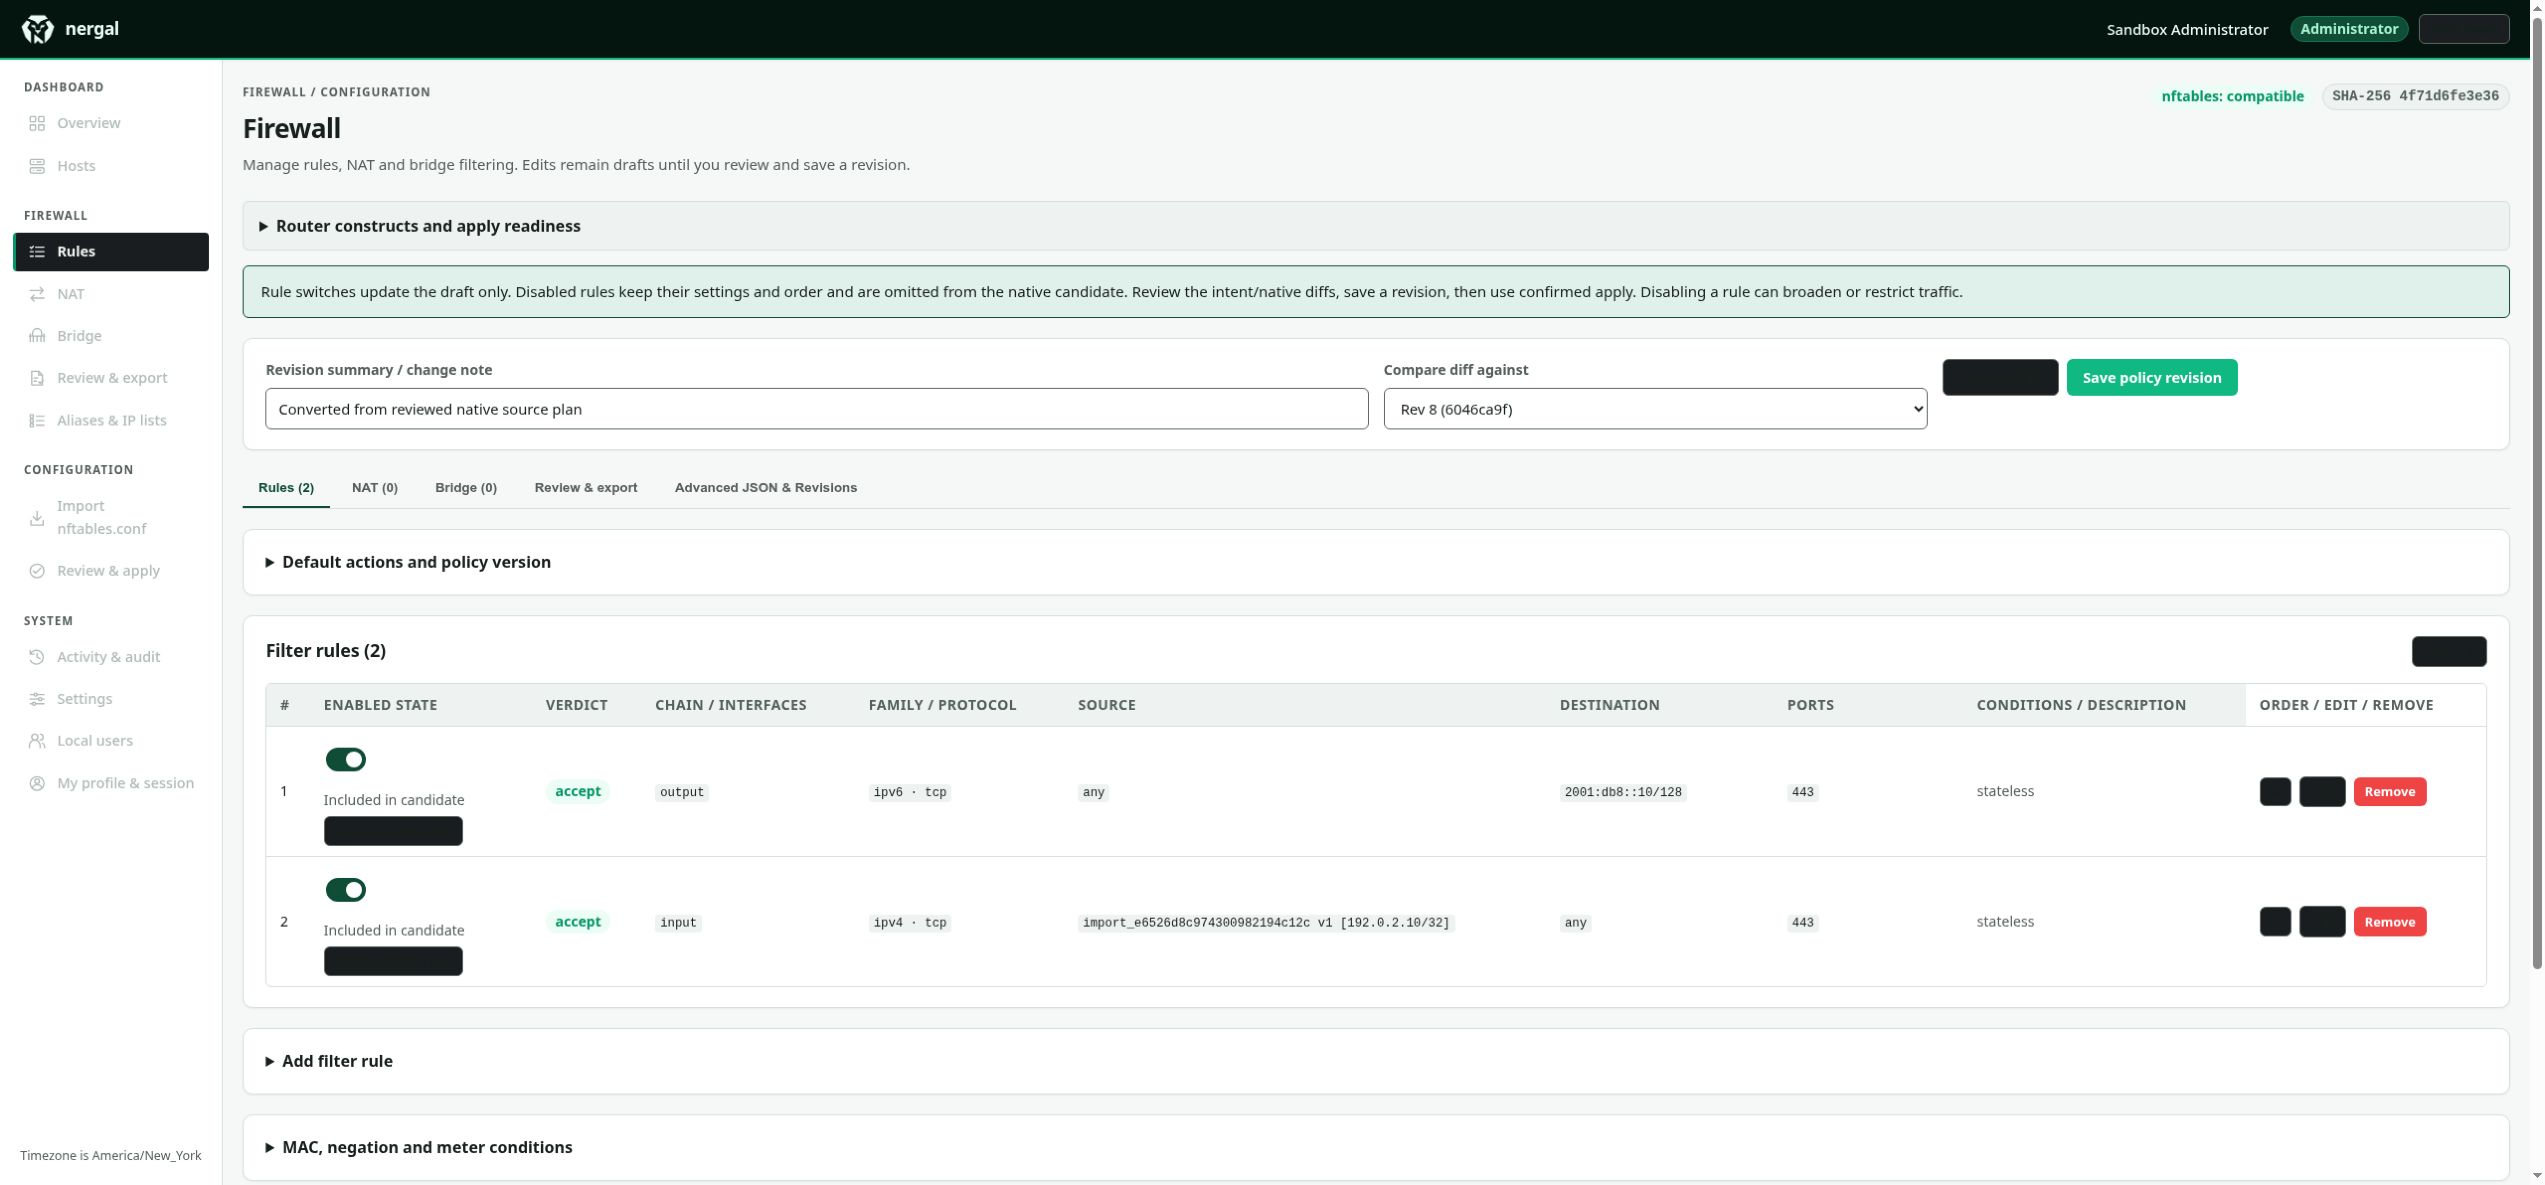 nergal
Sandbox Administrator
Administrator
DASHBOARD
Overview
Hosts
FIREWALL
Rules
NAT
Bridge
Review & export
Aliases & IP lists
CONFIGURATION
Import
nftables.conf
Review & apply
SYSTEM
Activity & audit
Settings
Local users
My profile & session
Timezone is America/New_York
FIREWALL / CONFIGURATION
nftables: compatible
SHA-256 4f71d6fe3e36
Firewall
Manage rules, NAT and bridge filtering. Edits remain drafts until you review and save a revision.
▶ Router constructs and apply readiness
Rule switches update the draft only. Disabled rules keep their settings and order and are omitted from the native candidate. Review the intent/native diffs, save a revision, then use confirmed apply. Disabling a rule can broaden or restrict traffic.
Revision summary / change note
Compare diff against
Converted from reviewed native source plan
Rev 8 (6046ca9f)
Save policy revision
Rules (2) NAT (0) Bridge (0) Review & export Advanced JSON & Revisions
▶ Default actions and policy version
Filter rules (2)
# ENABLED STATE VERDICT CHAIN / INTERFACES FAMILY / PROTOCOL SOURCE DESTINATION PORTS CONDITIONS / DESCRIPTION ORDER / EDIT / REMOVE
1 accept output ipv6 · tcp any 2001:db8::10/128 443 stateless Remove
Included in candidate
2 accept input ipv4 · tcp import_e6526d8c974300982194c12c v1 [192.0.2.10/32] any 443 stateless Remove
Included in candidate
▶ Add filter rule
▶ MAC, negation and meter conditions